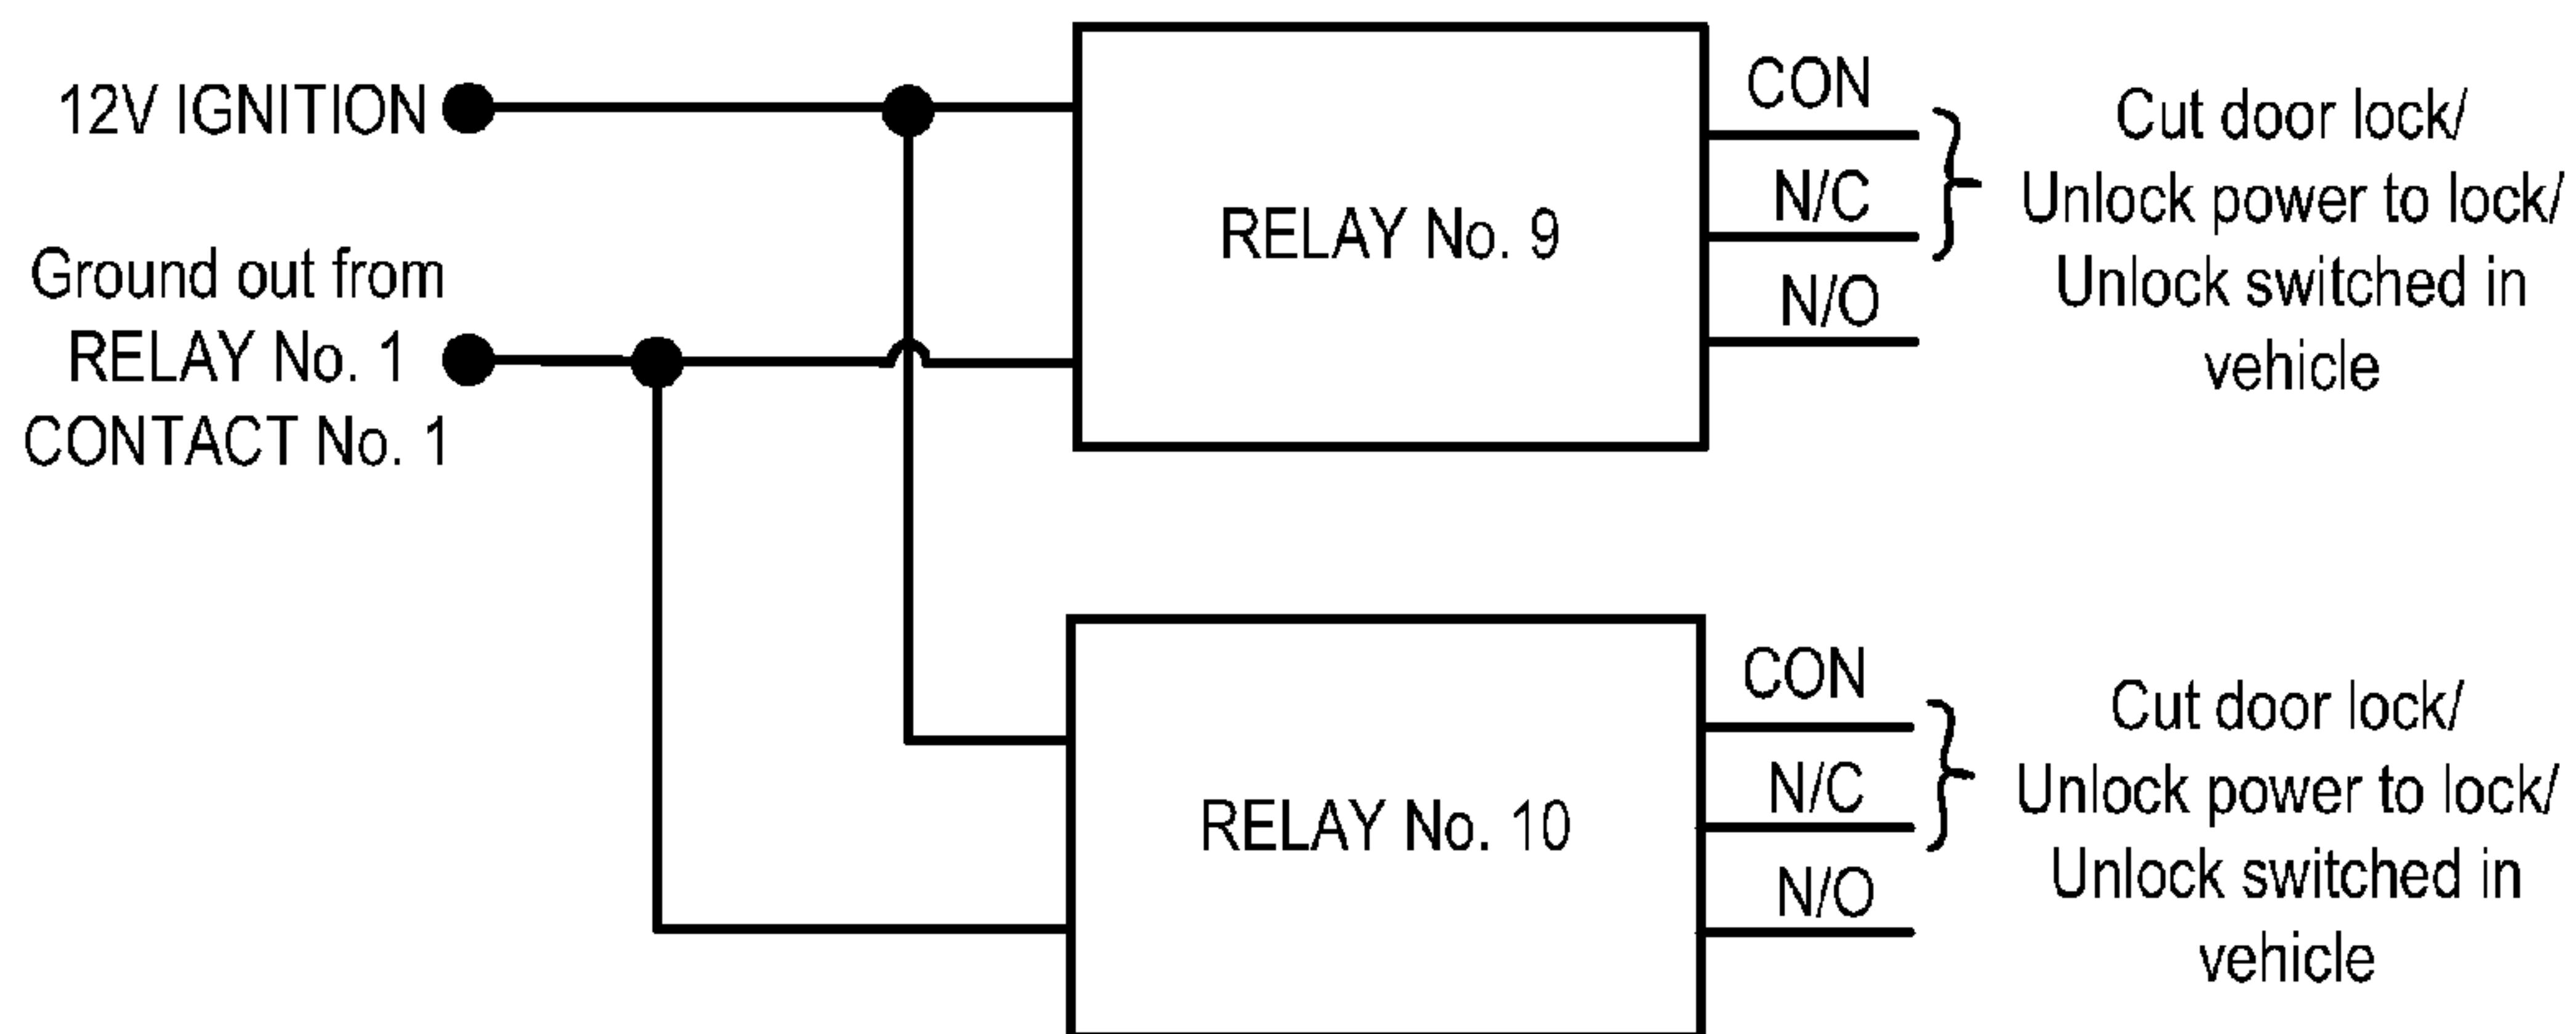 12V IGNITION
Ground out from
RELAY No. 1
CONTACT No. 1
RELAY No. 9
CON
N/C
N/O
Cut door lock/
Unlock power to lock/
Unlock switched in
vehicle
RELAY No. 10
CON
N/C
N/O
Cut door lock/
Unlock power to lock/
Unlock switched in
vehicle